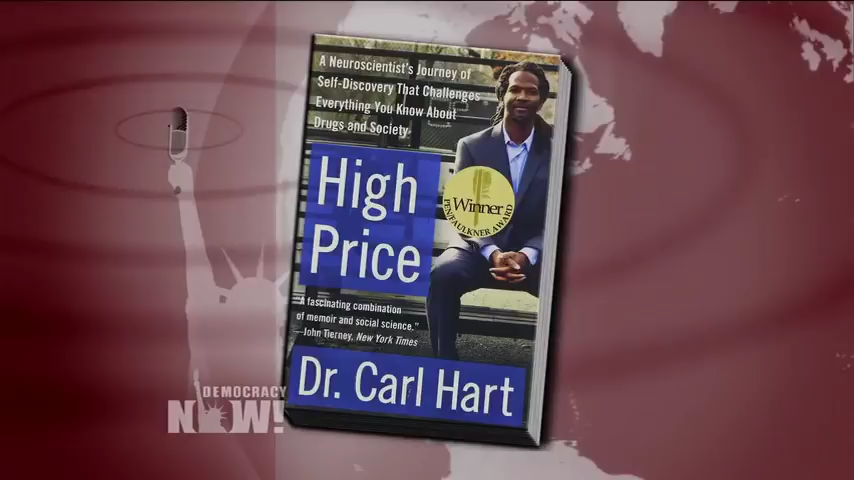 A Neuroscientist's Journey of
Self-Discovery That Challenges
Everything You Know About
Drugs and Society
High
Price
Winner
PEN/FAULKNER AWARD
"A fascinating combination
of memoir and social science."
—John Tierney, New York Times
Dr. Carl Hart
DEMOCRACY
NOW!